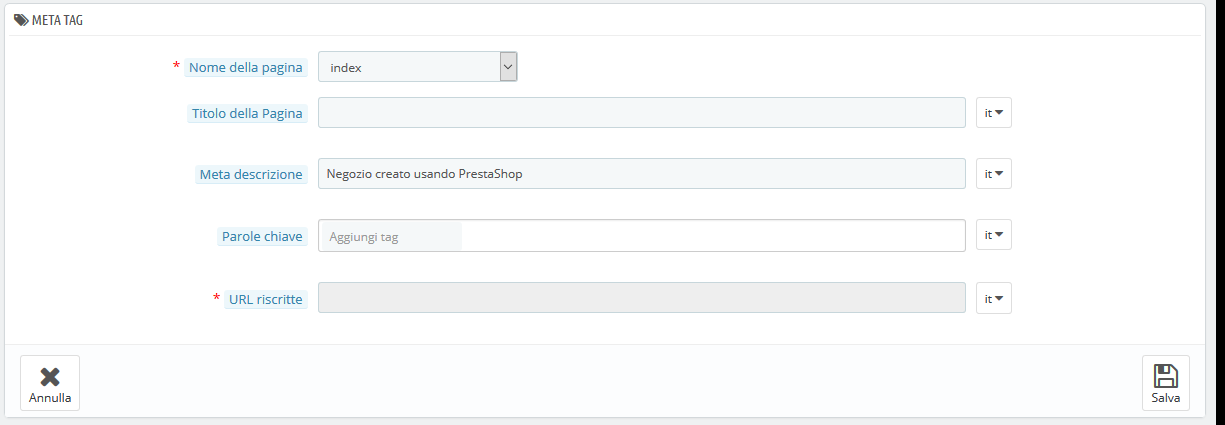 META TAG
* Nome della pagina index
Titolo della Pagina it
Meta descrizione Negozio creato usando PrestaShop it
Parole chiave Aggiungi tag it
* URL riscritte it
Annulla Salva